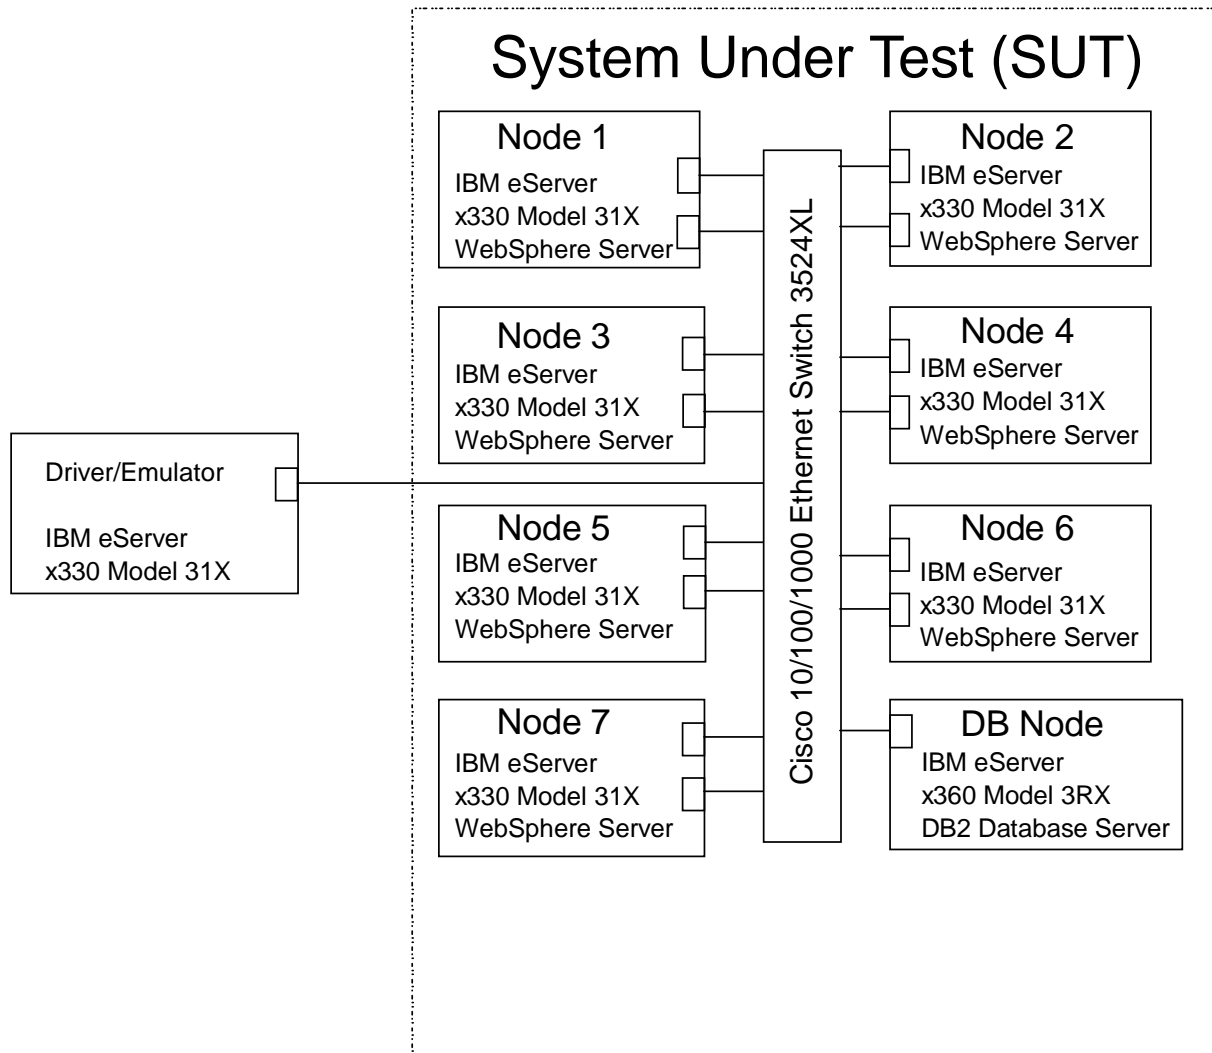 System Under Test (SUT)
Node 1
IBM eServer
x330 Model 31X
WebSphere Server
Node 2
IBM eServer
x330 Model 31X
WebSphere Server
Node 3
IBM eServer
x330 Model 31X
WebSphere Server
Node 4
IBM eServer
x330 Model 31X
WebSphere Server
Driver/Emulator
IBM eServer
x330 Model 31X
Cisco 10/100/1000 Ethernet Switch 3524XL
Node 5
IBM eServer
x330 Model 31X
WebSphere Server
Node 6
IBM eServer
x330 Model 31X
WebSphere Server
Node 7
IBM eServer
x330 Model 31X
WebSphere Server
DB Node
IBM eServer
x360 Model 3RX
DB2 Database Server